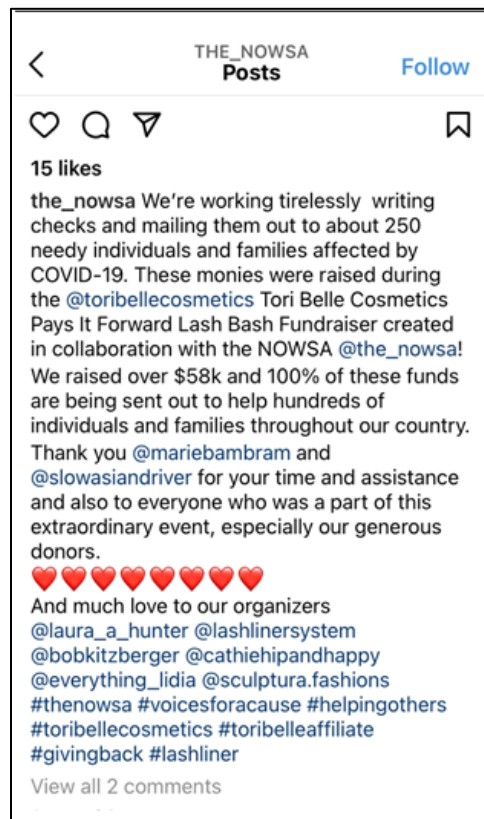 THE_NOWSA
Posts
Follow
15 likes
the_nowsa We're working tirelessly  writing
checks and mailing them out to about 250
needy individuals and families affected by
COVID-19. These monies were raised during
the @toribellecosmetics Tori Belle Cosmetics
Pays It Forward Lash Bash Fundraiser created
in collaboration with the NOWSA @the_nowsa!
We raised over $58k and 100% of these funds
are being sent out to help hundreds of
individuals and families throughout our country.
Thank you @mariebambram and
@slowasiandriver for your time and assistance
and also to everyone who was a part of this
extraordinary event, especially our generous
donors.
❤️❤️❤️❤️❤️❤️❤️❤️
And much love to our organizers
@laura_a_hunter @lashlinersystem
@bobkitzberger @cathiehipandhappy
@everything_lidia @sculptura.fashions
#thenowsa #voicesforacause #helpingothers
#toribellecosmetics #toribelleaffiliate
#givingback #lashliner
View all 2 comments